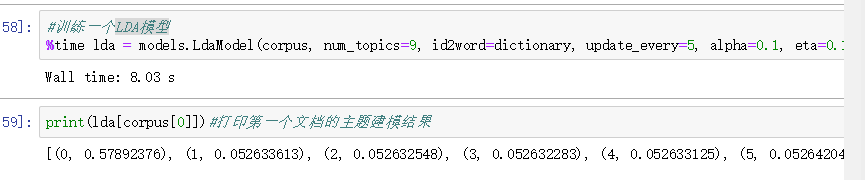 58]: #训练一个LDA模型
%time lda = models.LdaModel(corpus, num_topics=9, id2word=dictionary, update_every=5, alpha=0.1, eta=0.1
Wall time: 8.03 s
59]: print(lda[corpus[0]])#打印第一个文档的主题建模结果
[(0, 0.57892376), (1, 0.052633613), (2, 0.052632548), (3, 0.052632283), (4, 0.052633125), (5, 0.05264204